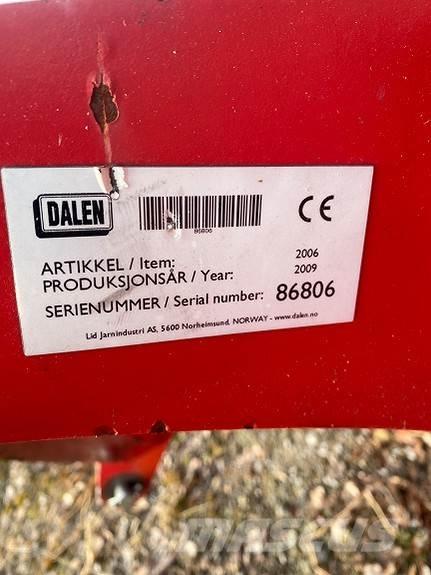 DALEN
86806
CE
ARTIKKEL / Item: 2006
PRODUKSJONSÅR / Year: 2009
SERIENUMMER / Serial number: 86806
Lid Jarnindustri AS, 5600 Norheimsund, NORWAY - www.dalen.no
Mascus